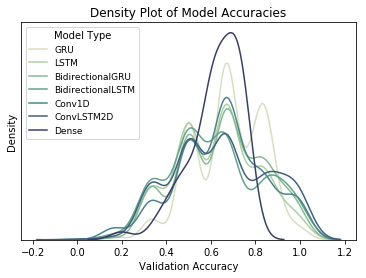 Density Plot of Model Accuracies
Model Type
GRU
LSTM
BidirectionalGRU
BidirectionalLSTM
Conv1D
ConvLSTM2D
Dense
Density
−0.2 0.0 0.2 0.4 0.6 0.8 1.0 1.2
Validation Accuracy